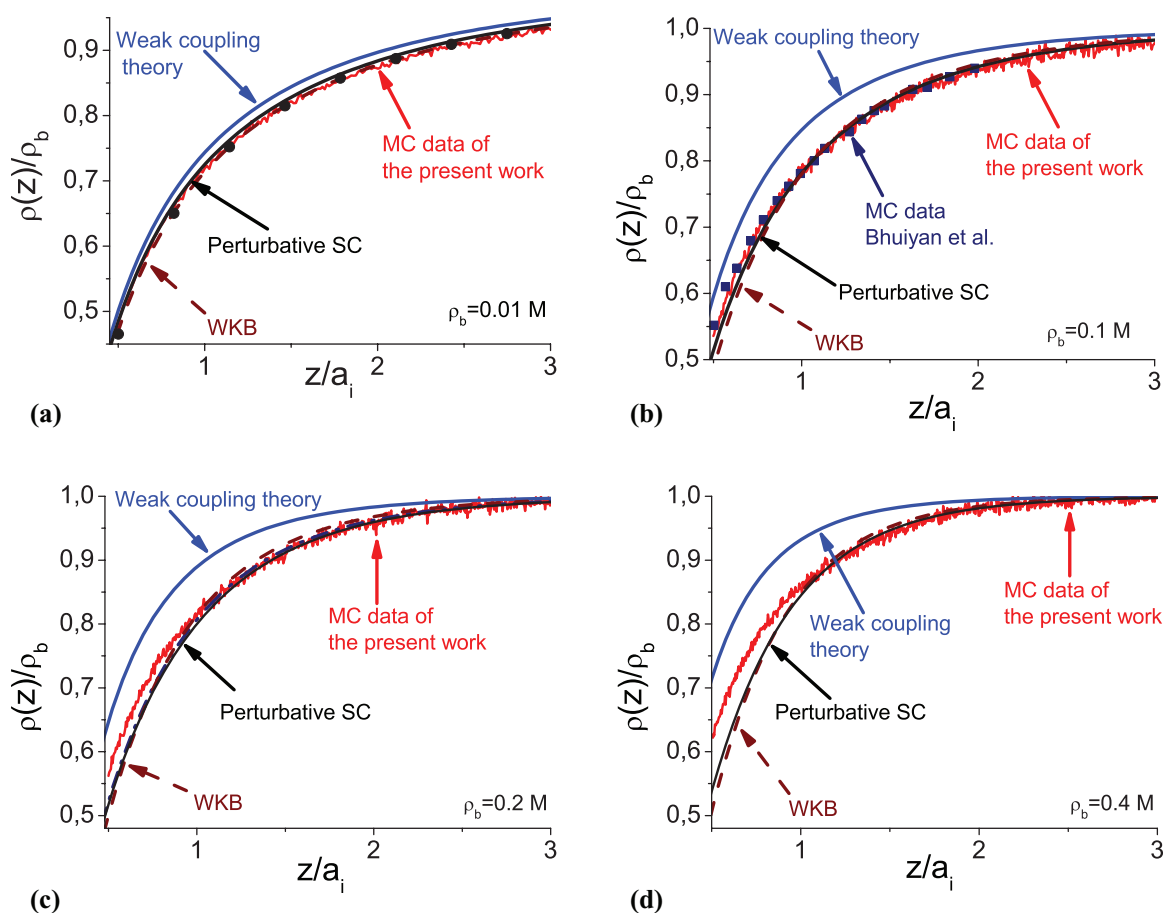 0,9
0,8
0,7
0,6
0,5
ρ(z)/ρb
Weak coupling
theory
MC data of
the present work
Perturbative SC
WKB
ρb=0.01 M
1
2
3
z/ai
(a)
1,0
0,9
0,8
0,7
0,6
0,5
ρ(z)/ρb
Weak coupling theory
MC data of
the present work
MC data
Bhuiyan et al.
Perturbative SC
WKB
ρb=0.1 M
1
2
3
z/ai
(b)
1,0
0,9
0,8
0,7
0,6
0,5
ρ(z)/ρb
Weak coupling theory
MC data of
the present work
Perturbative SC
WKB
ρb=0.2 M
1
2
3
z/ai
(c)
1,0
0,9
0,8
0,7
0,6
0,5
ρ(z)/ρb
MC data of
the present work
Weak coupling
theory
Perturbative SC
WKB
ρb=0.4 M
1
2
3
z/ai
(d)